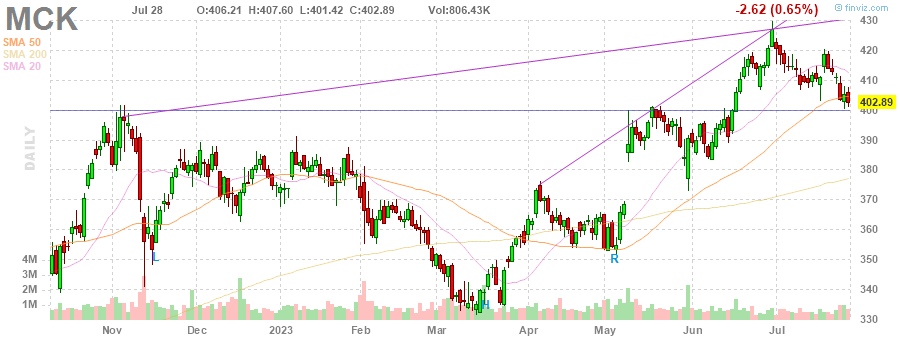 MCK Jul 28 O:406.21 H:407.60 L:401.42 C:402.89 Vol:806.43K -2.62 (0.65%) finviz.com
SMA 50
SMA 200
SMA 20
DAILY
430
420
410
402.89
400
390
380
370
360
350
340
330
4M
3M
2M
1M
L
H
R
Nov Dec 2023 Feb Mar Apr May Jun Jul